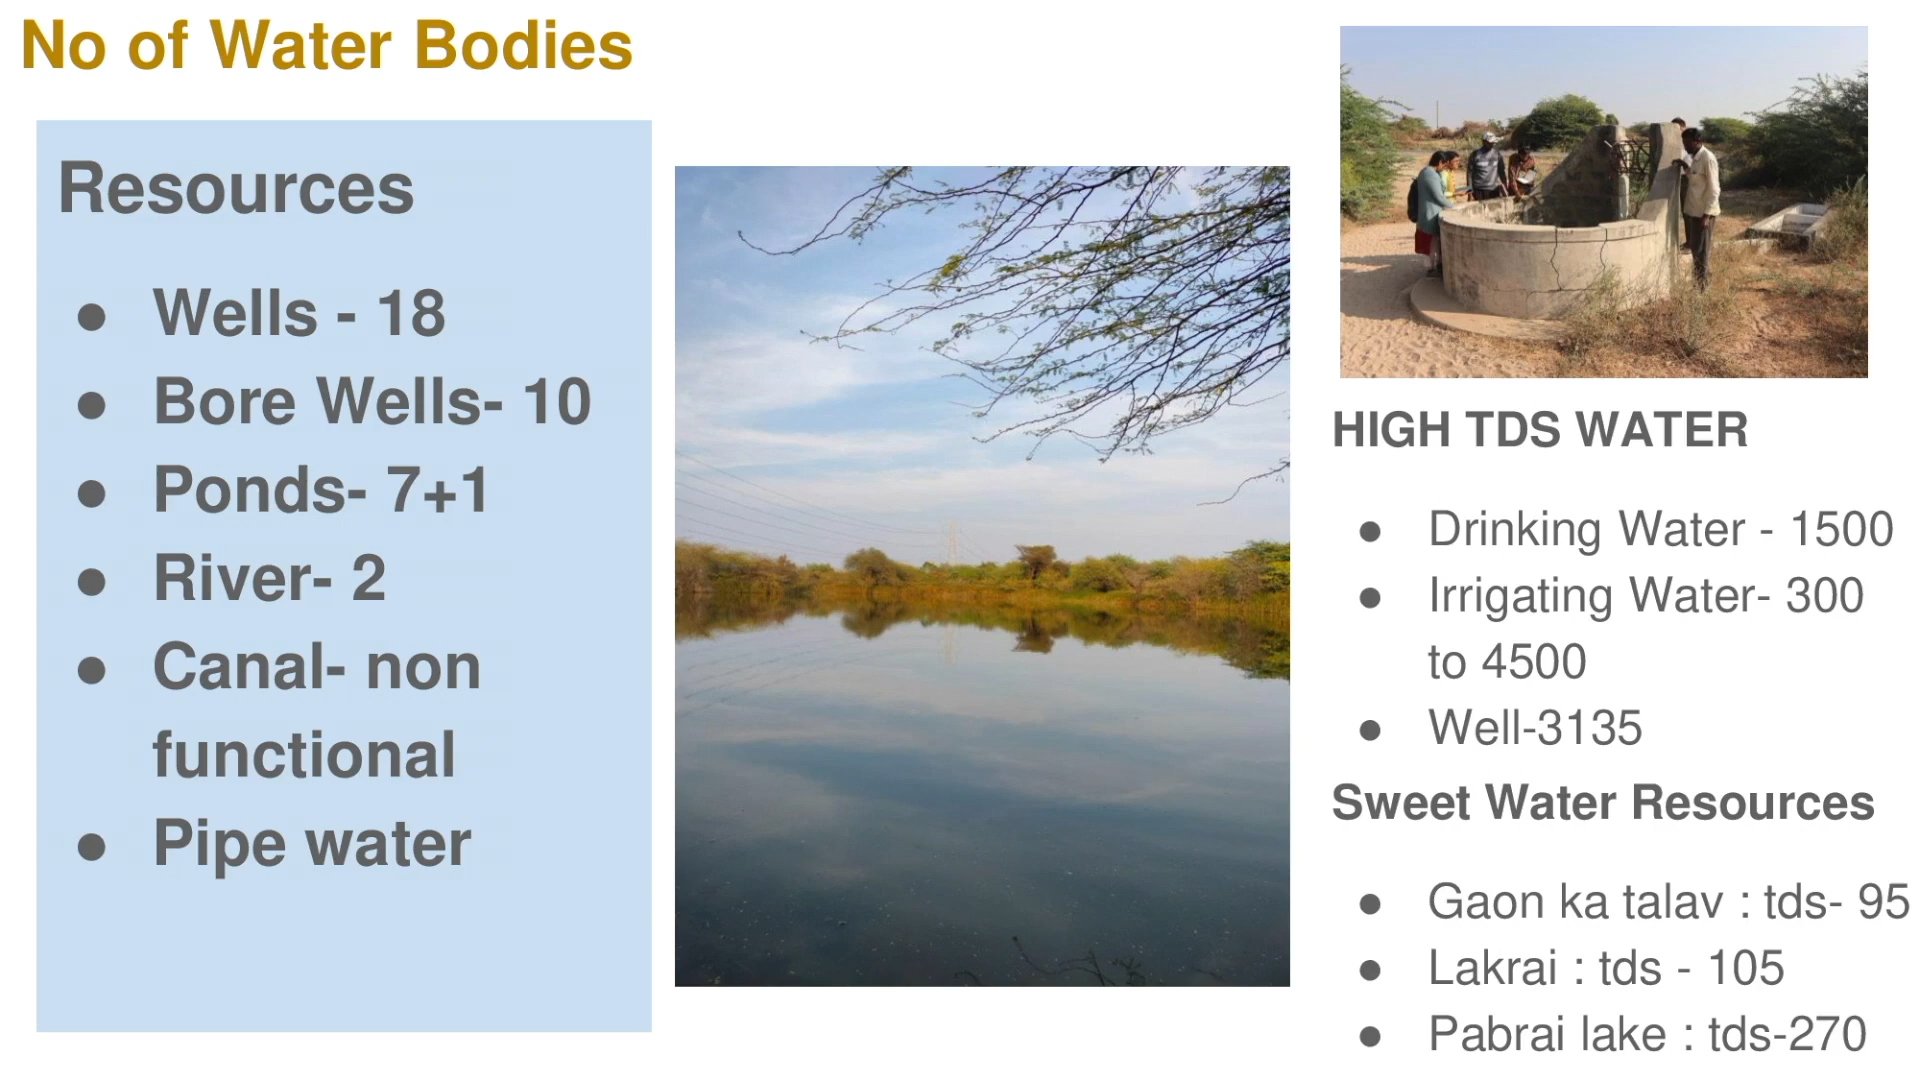 No of Water Bodies
Resources
● Wells - 18
● Bore Wells- 10
● Ponds- 7+1
● River- 2
● Canal- non
functional
● Pipe water
HIGH TDS WATER
● Drinking Water - 1500
● Irrigating Water- 300
to 4500
● Well-3135
Sweet Water Resources
● Gaon ka talav : tds- 95
● Lakrai : tds - 105
● Pabrai lake : tds-270